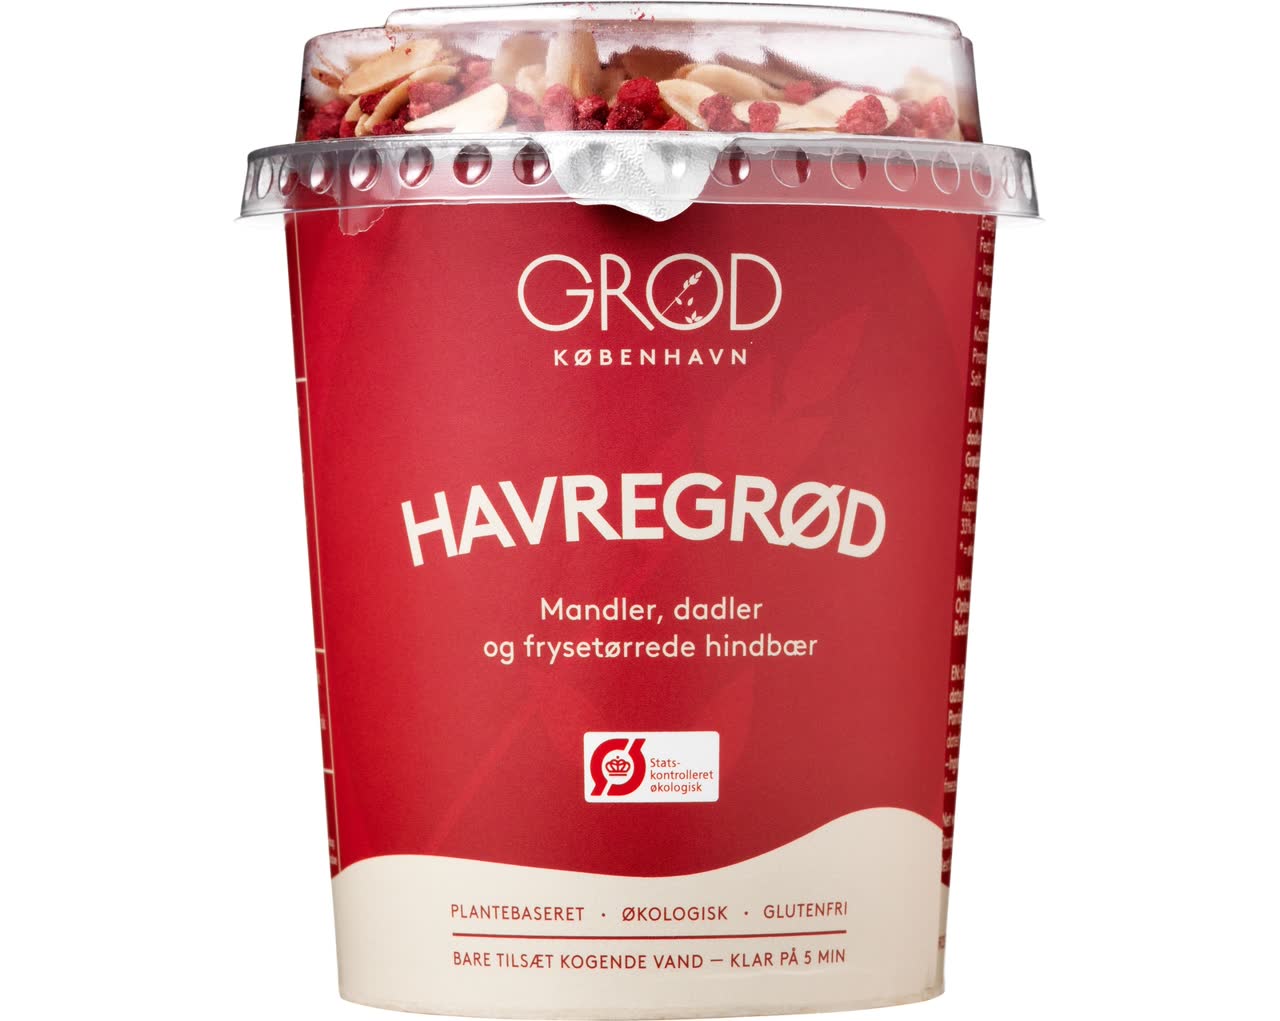 GRØD
KØBENHAVN
HAVREGRØD
Mandler, dadler
og frysetørrede hindbær
Stats-
kontrolleret
økologisk
PLANTEBASERET · ØKOLOGISK · GLUTENFRI
BARE TILSÆT KOGENDE VAND — KLAR PÅ 5 MIN